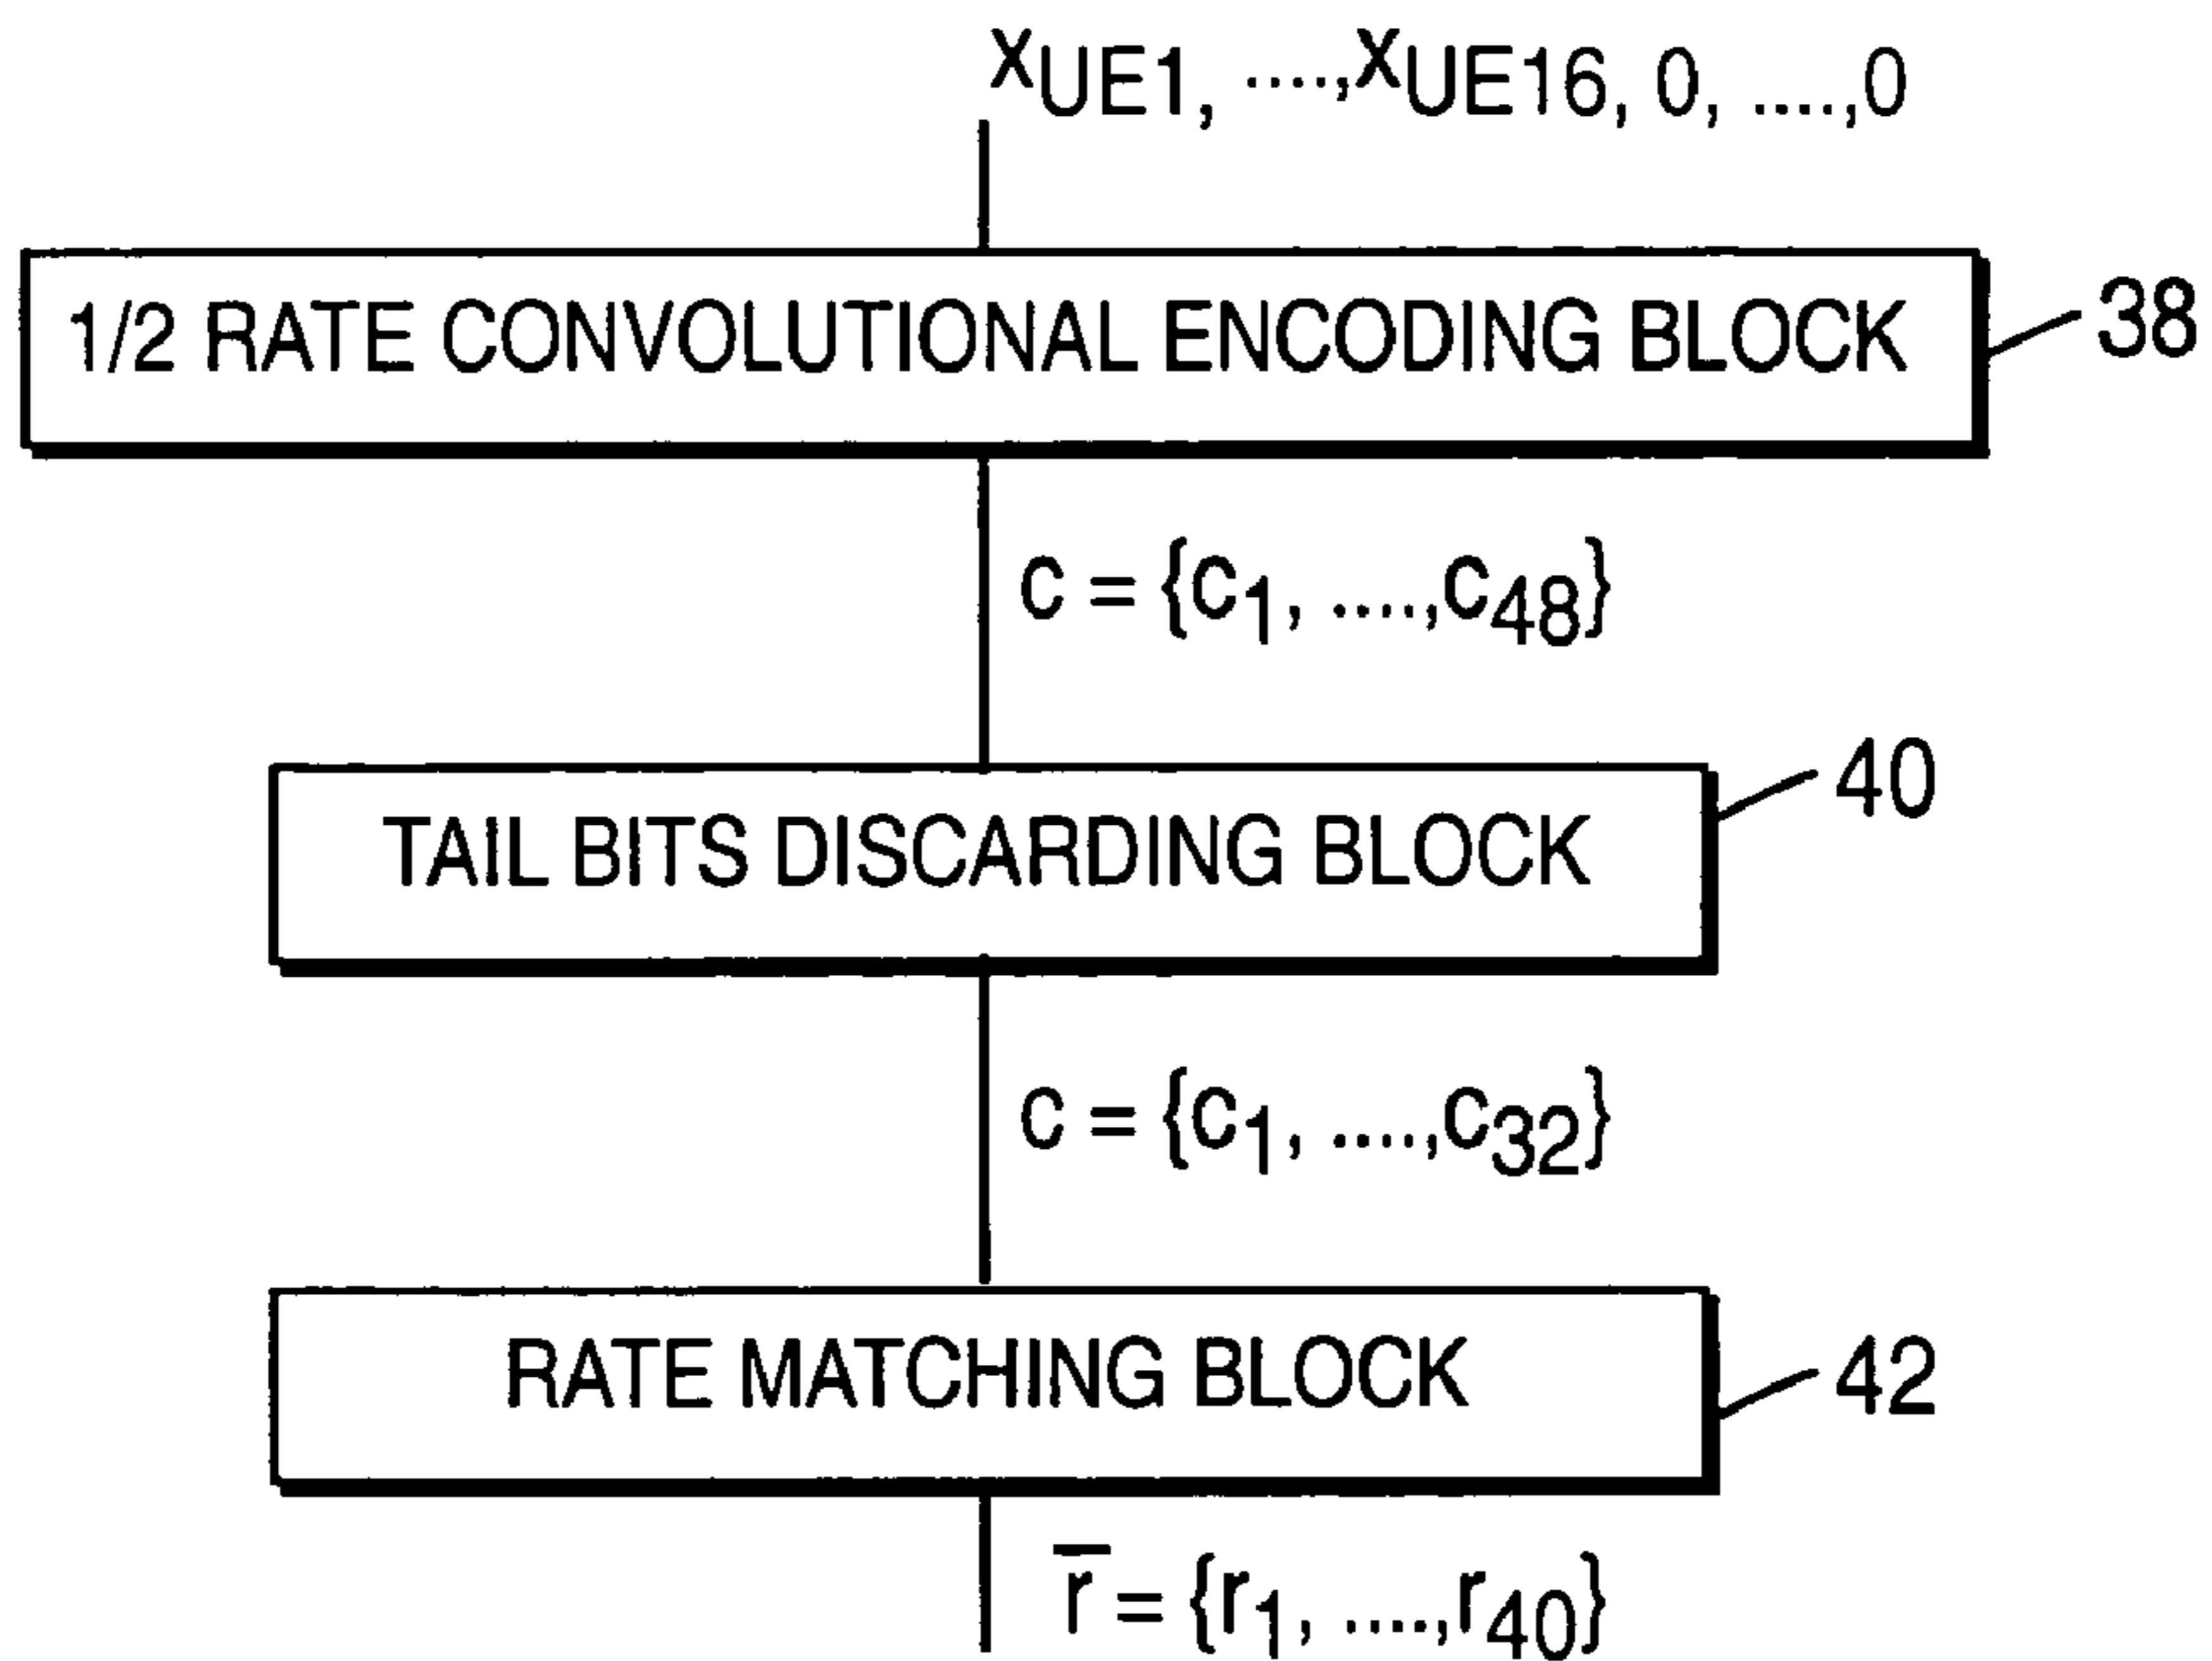 xUE1, ....,xUE16, 0, ....,0
1/2 RATE CONVOLUTIONAL ENCODING BLOCK
38
c = {c1, ....,c48}
TAIL BITS DISCARDING BLOCK
40
c = {c1, ....,c32}
RATE MATCHING BLOCK
42
r̅ = {r1, ....,r40}